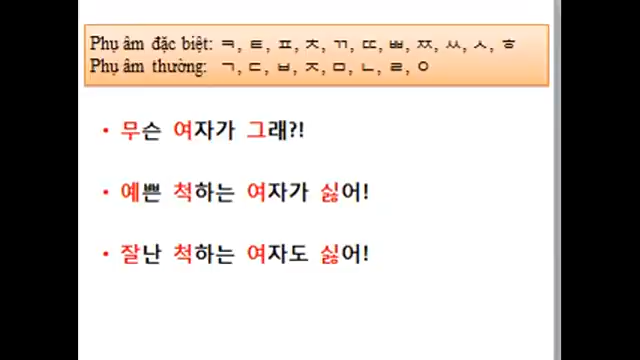 Phụ âm đặc biệt: ㅋ, ㅌ, ㅍ, ㅊ, ㄲ, ㄸ, ㅃ, ㅉ, ㅆ, ㅅ, ㅎ
Phụ âm thường: ㄱ, ㄷ, ㅂ, ㅈ, ㅁ, ㄴ, ㄹ, ㅇ
• 무슨 여자가 그래?!
• 예쁜 척하는 여자가 싫어!
• 잘난 척하는 여자도 싫어!